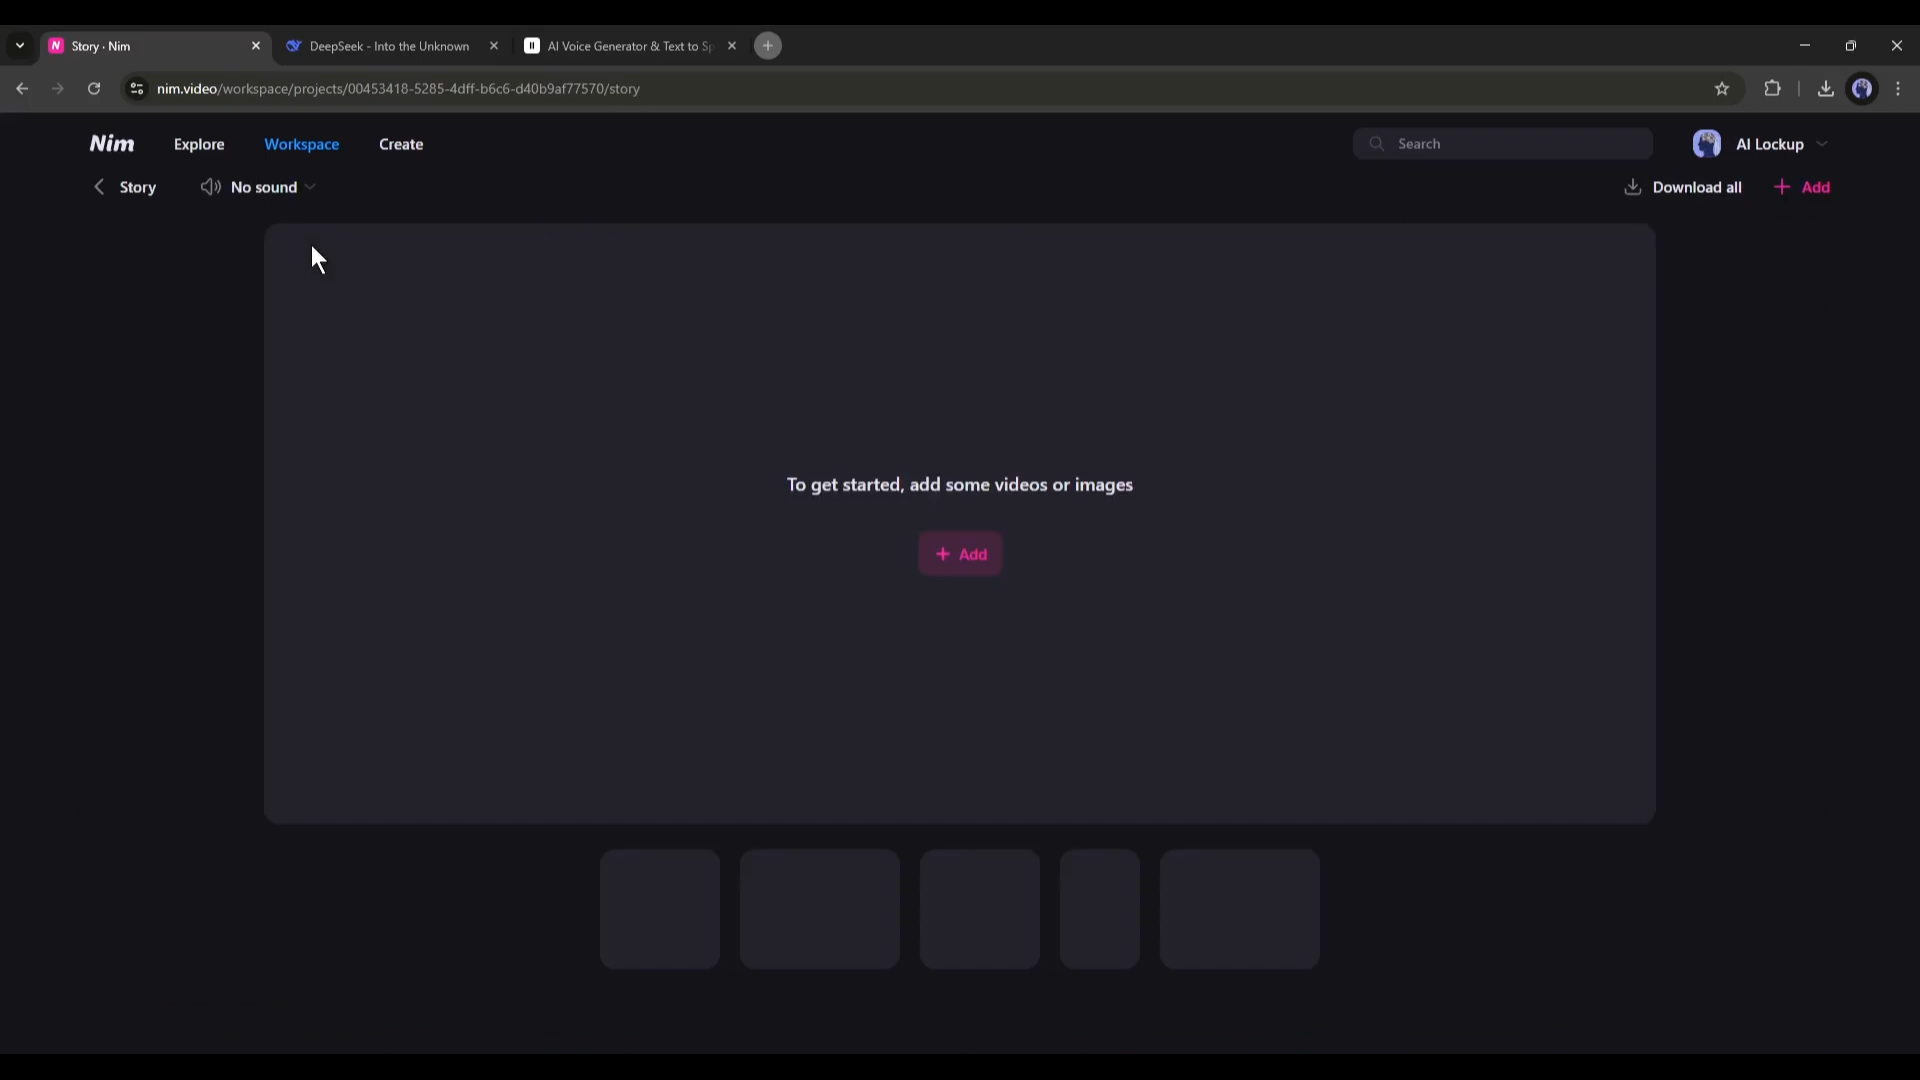 Story · Nim
DeepSeek - Into the Unknown
AI Voice Generator & Text to Sp
nim.video/workspace/projects/00453418-5285-4dff-b6c6-d40b9af77570/story
Nim Explore Workspace Create Search AI Lockup
Story No sound Download all + Add
To get started, add some videos or images
+ Add